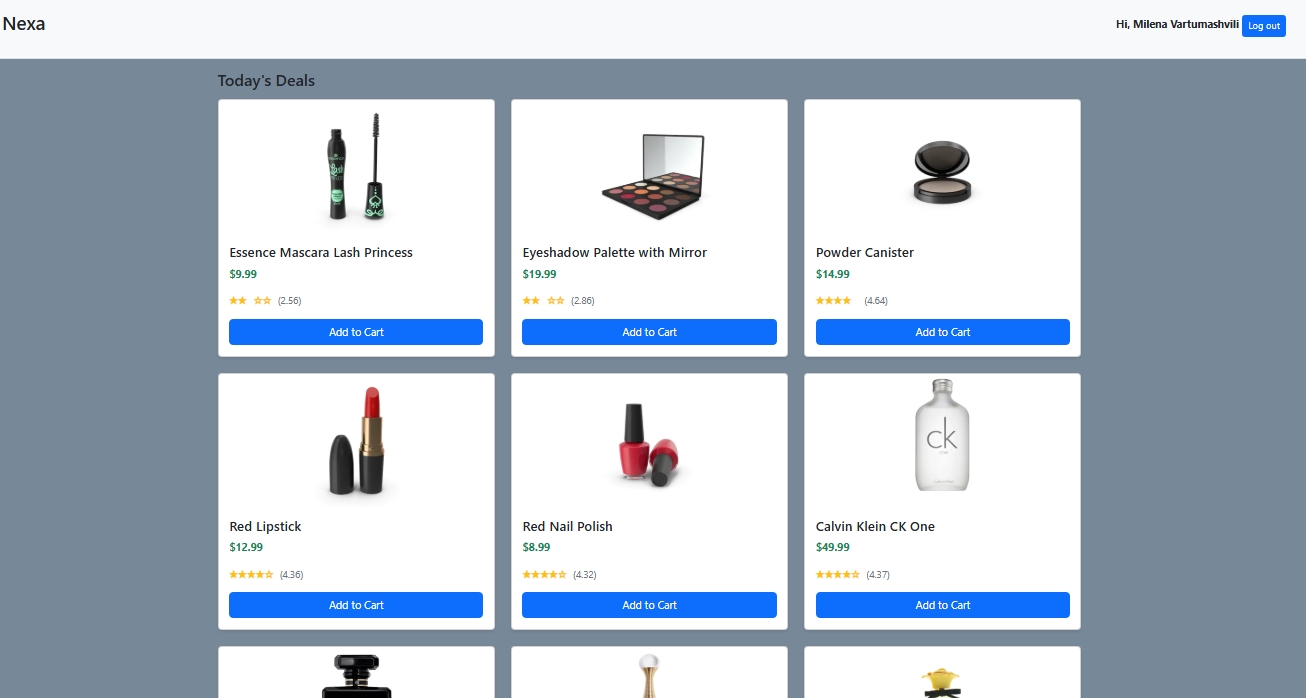 Nexa
Hi, Milena Vartumashvili Log out
Today's Deals
Essence Mascara Lash Princess
$9.99
★★ ☆☆ (2.56)
Add to Cart
Eyeshadow Palette with Mirror
$19.99
★★ ☆☆ (2.86)
Add to Cart
Powder Canister
$14.99
★★★★ (4.64)
Add to Cart
Red Lipstick
$12.99
★★★★☆ (4.36)
Add to Cart
Red Nail Polish
$8.99
★★★★☆ (4.32)
Add to Cart
ck
Calvin Klein CK One
$49.99
★★★★☆ (4.37)
Add to Cart